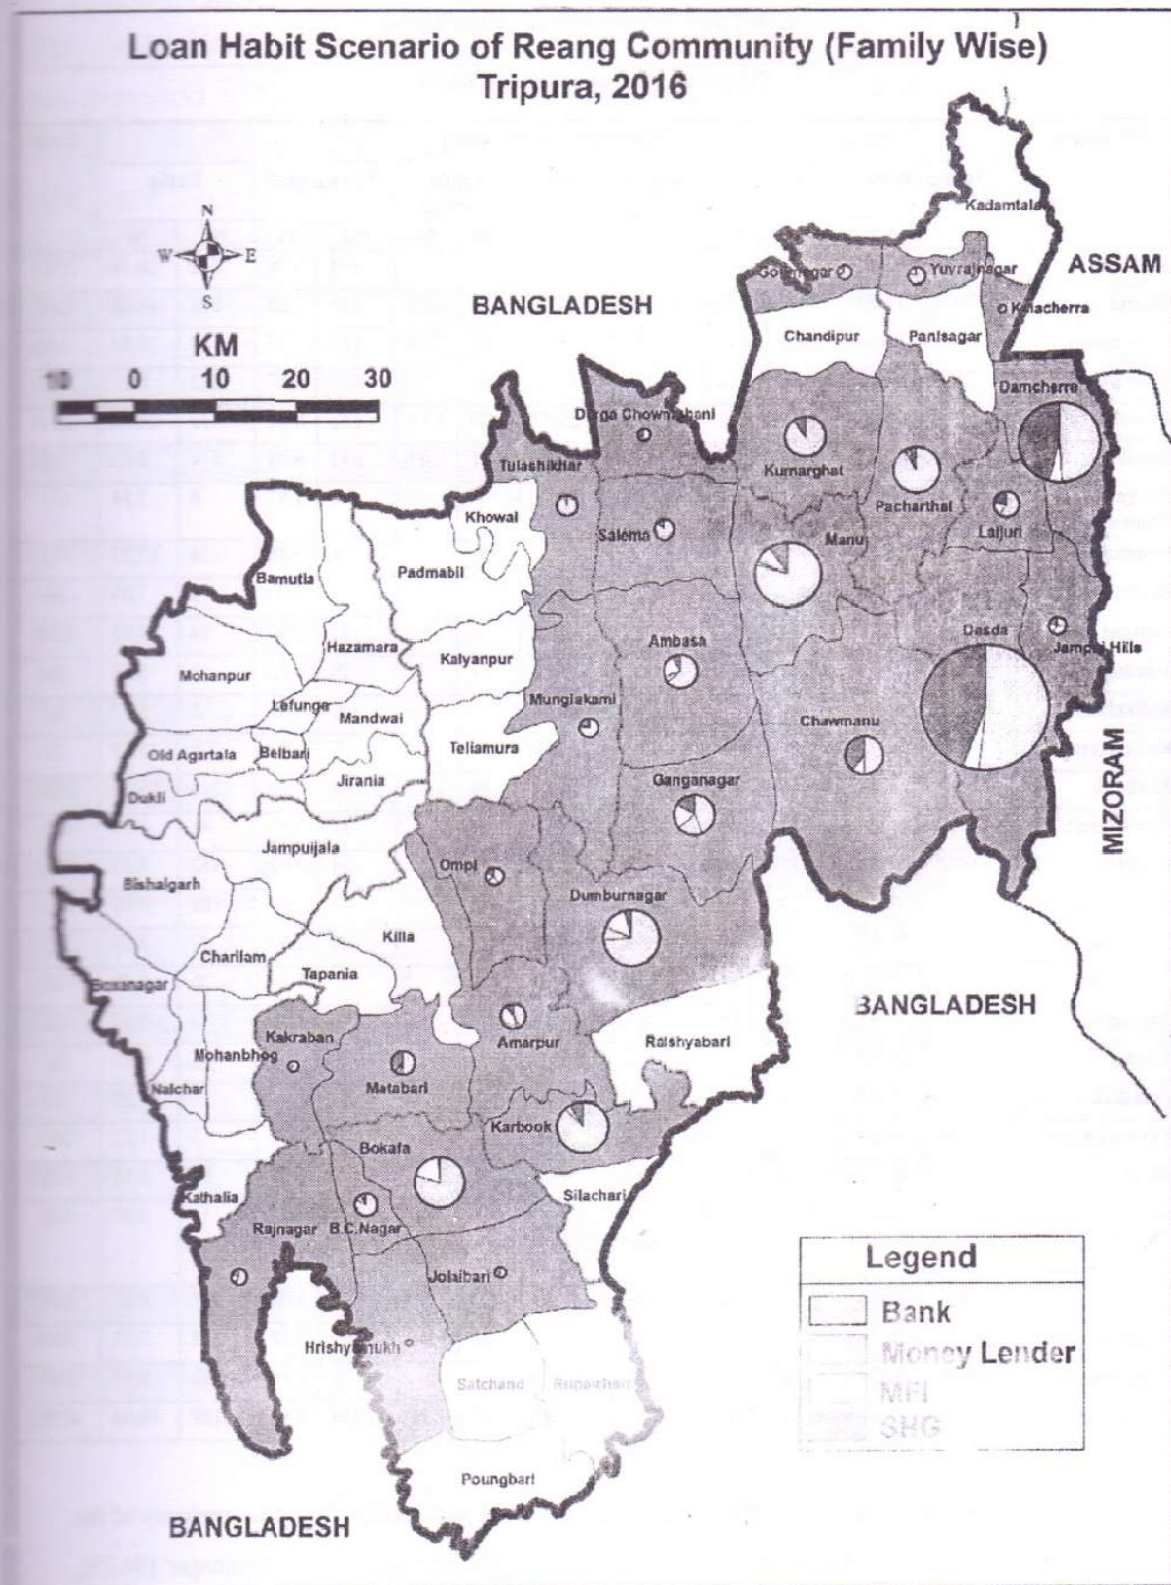 Loan Habit Scenario of Reang Community (Family Wise)
Tripura, 2016
Kadamtala
N
W E
S
ASSAM
Yuvrajnagar
BANGLADESH
Chandipur
Panisagar
KM
10 0 10 20 30
Damcherre
Tulashikhar
Kumarghat
Pacharthal
Laljuri
Khowai
Salema
Manu
Padmabil
Bamutia
Dasda
Ambasa
Hazamara
Kalyanpur
Jampui Hills
Mohanpur
Mungiakami
Lefunga
Mandwai
Chawmanu
Old Agartala
Belbari
Teliamura
Jirania
Ganganagar
Dukli
MIZORAM
Jampuijala
Ompi
Bishalgarh
Dumburnagar
Killa
Charilam
Tapania
Boxanagar
BANGLADESH
Kakraban
Mohanbhog
Amarpur
Raishyabari
Nalchar
Matabari
Karbook
Bokafa
Kathalia
Silachari
Rajnagar
B.C.Nagar
Jolaibari
Legend
Bank
Money Lender
MFI
SHG
Satchand
Poungbari
BANGLADESH